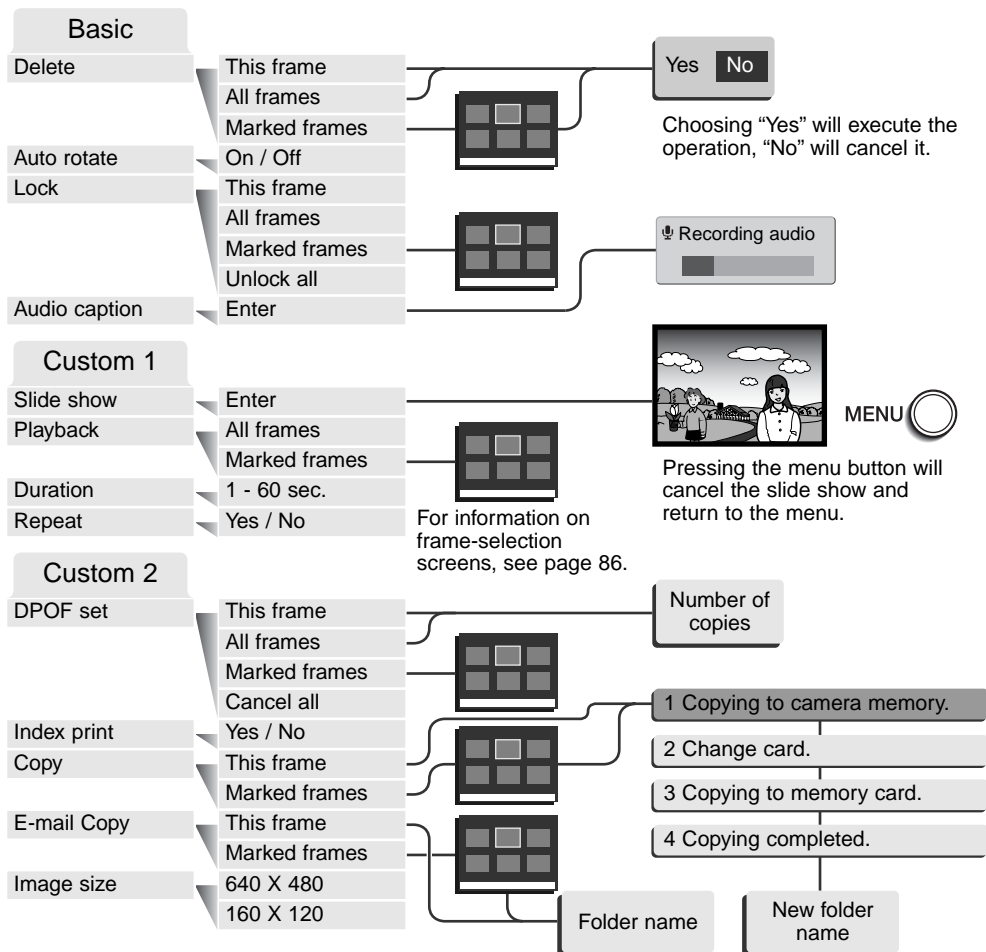 Basic
Delete
This frame
All frames
Marked frames
Yes No
Choosing “Yes” will execute the
operation, “No” will cancel it.
Auto rotate
On / Off
Lock
This frame
All frames
Marked frames
Unlock all
Recording audio
Audio caption
Enter
Custom 1
Slide show
Enter
Playback
All frames
Marked frames
Duration
1 - 60 sec.
Repeat
Yes / No
MENU
Pressing the menu button will
cancel the slide show and
return to the menu.
For information on
frame-selection
screens, see page 86.
Custom 2
DPOF set
This frame
All frames
Marked frames
Cancel all
Number of
copies
Index print
Yes / No
Copy
This frame
Marked frames
1 Copying to camera memory.
2 Change card.
3 Copying to memory card.
4 Copying completed.
E-mail Copy
This frame
Marked frames
Image size
640 X 480
160 X 120
Folder name
New folder
name